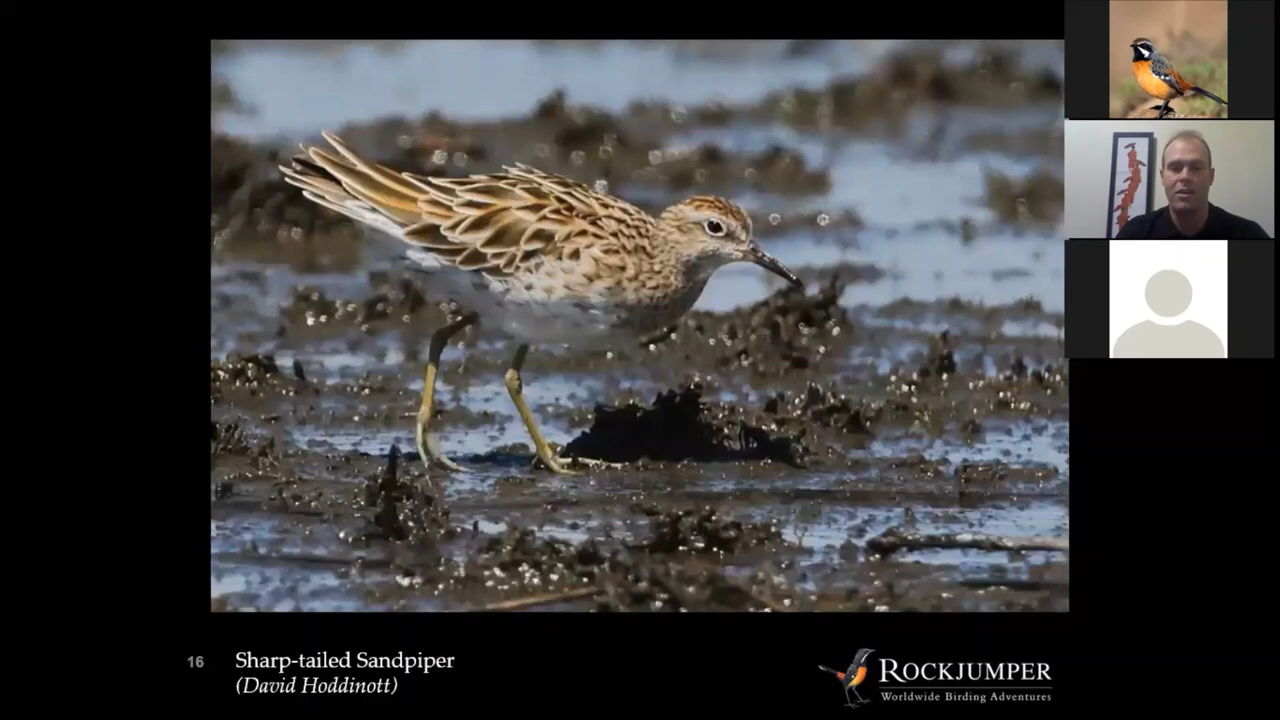 16
Sharp-tailed Sandpiper
(David Hoddinott)
ROCKJUMPER
Worldwide Birding Adventures